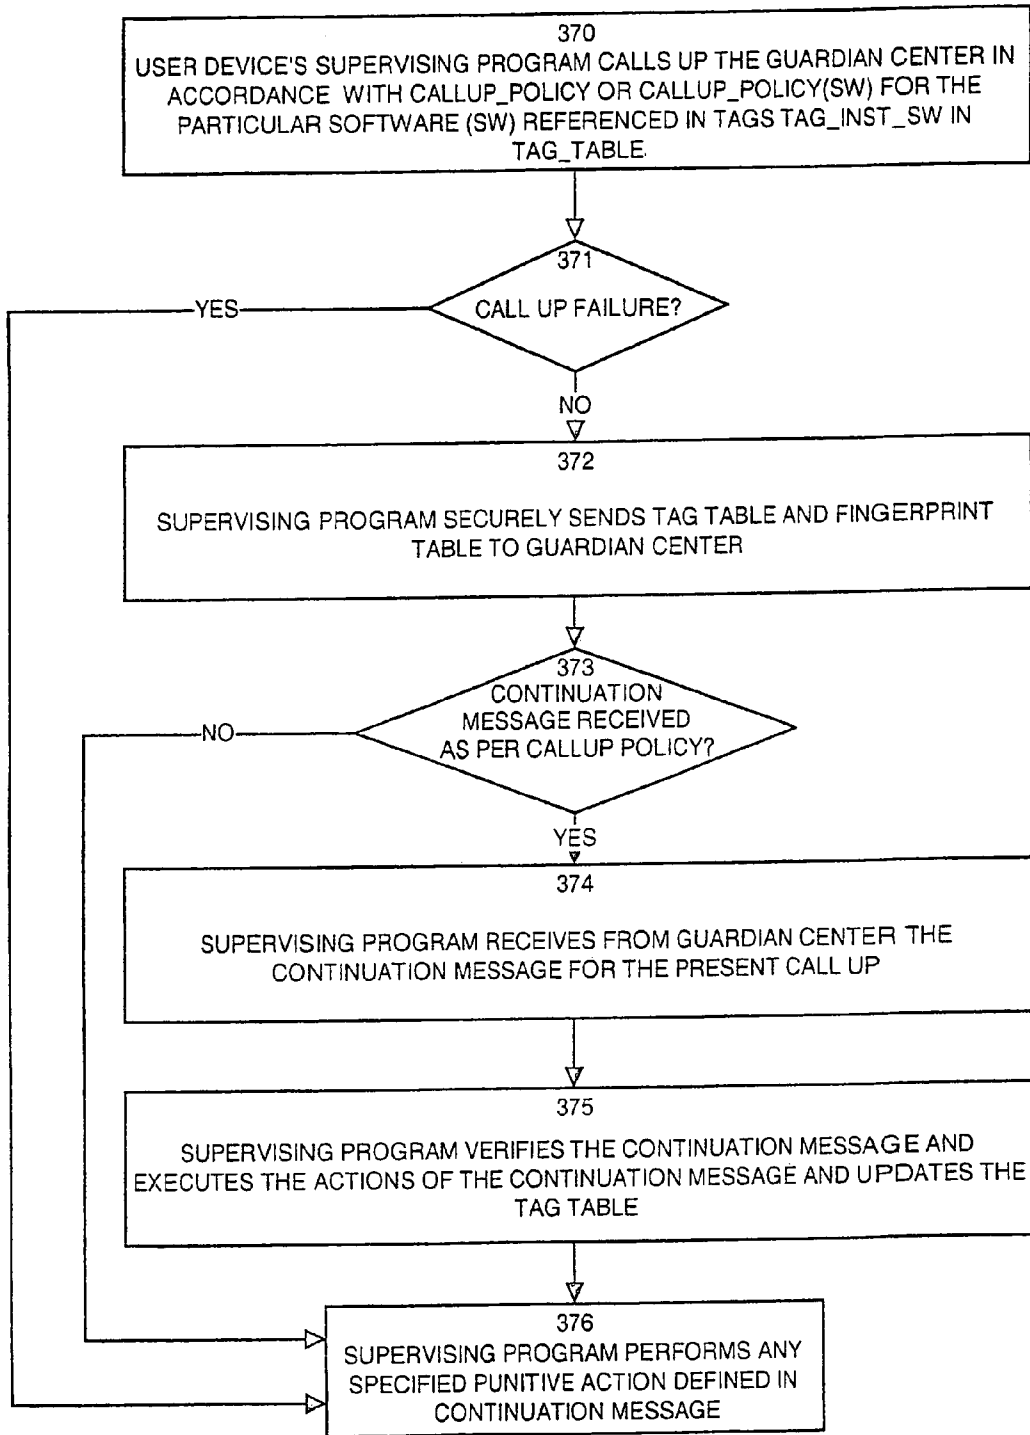 370
USER DEVICE'S SUPERVISING PROGRAM CALLS UP THE GUARDIAN CENTER IN
ACCORDANCE WITH CALLUP_POLICY OR CALLUP_POLICY(SW) FOR THE
PARTICULAR SOFTWARE (SW) REFERENCED IN TAGS TAG_INST_SW IN
TAG_TABLE.
371
CALL UP FAILURE?
YES
NO
372
SUPERVISING PROGRAM SECURELY SENDS TAG TABLE AND FINGERPRINT
TABLE TO GUARDIAN CENTER
373
CONTINUATION
MESSAGE RECEIVED
AS PER CALLUP POLICY?
NO
YES
374
SUPERVISING PROGRAM RECEIVES FROM GUARDIAN CENTER THE
CONTINUATION MESSAGE FOR THE PRESENT CALL UP
375
SUPERVISING PROGRAM VERIFIES THE CONTINUATION MESSAGE AND
EXECUTES THE ACTIONS OF THE CONTINUATION MESSAGE AND UPDATES THE
TAG TABLE
376
SUPERVISING PROGRAM PERFORMS ANY
SPECIFIED PUNITIVE ACTION DEFINED IN
CONTINUATION MESSAGE